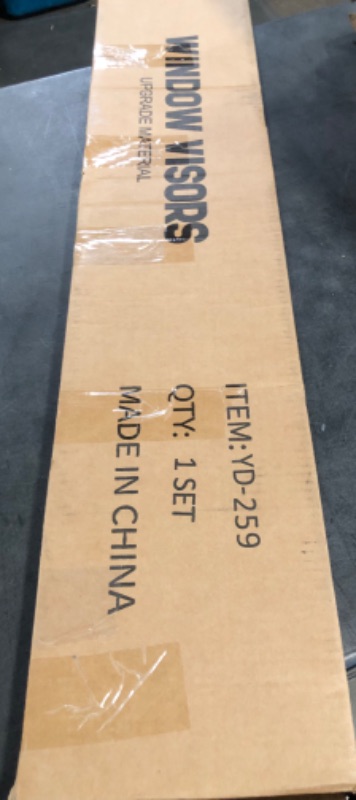 WINDOW VISORS
UPGRADE MATERIAL
ITEM: YD-259
QTY: 1 SET
MADE IN CHINA